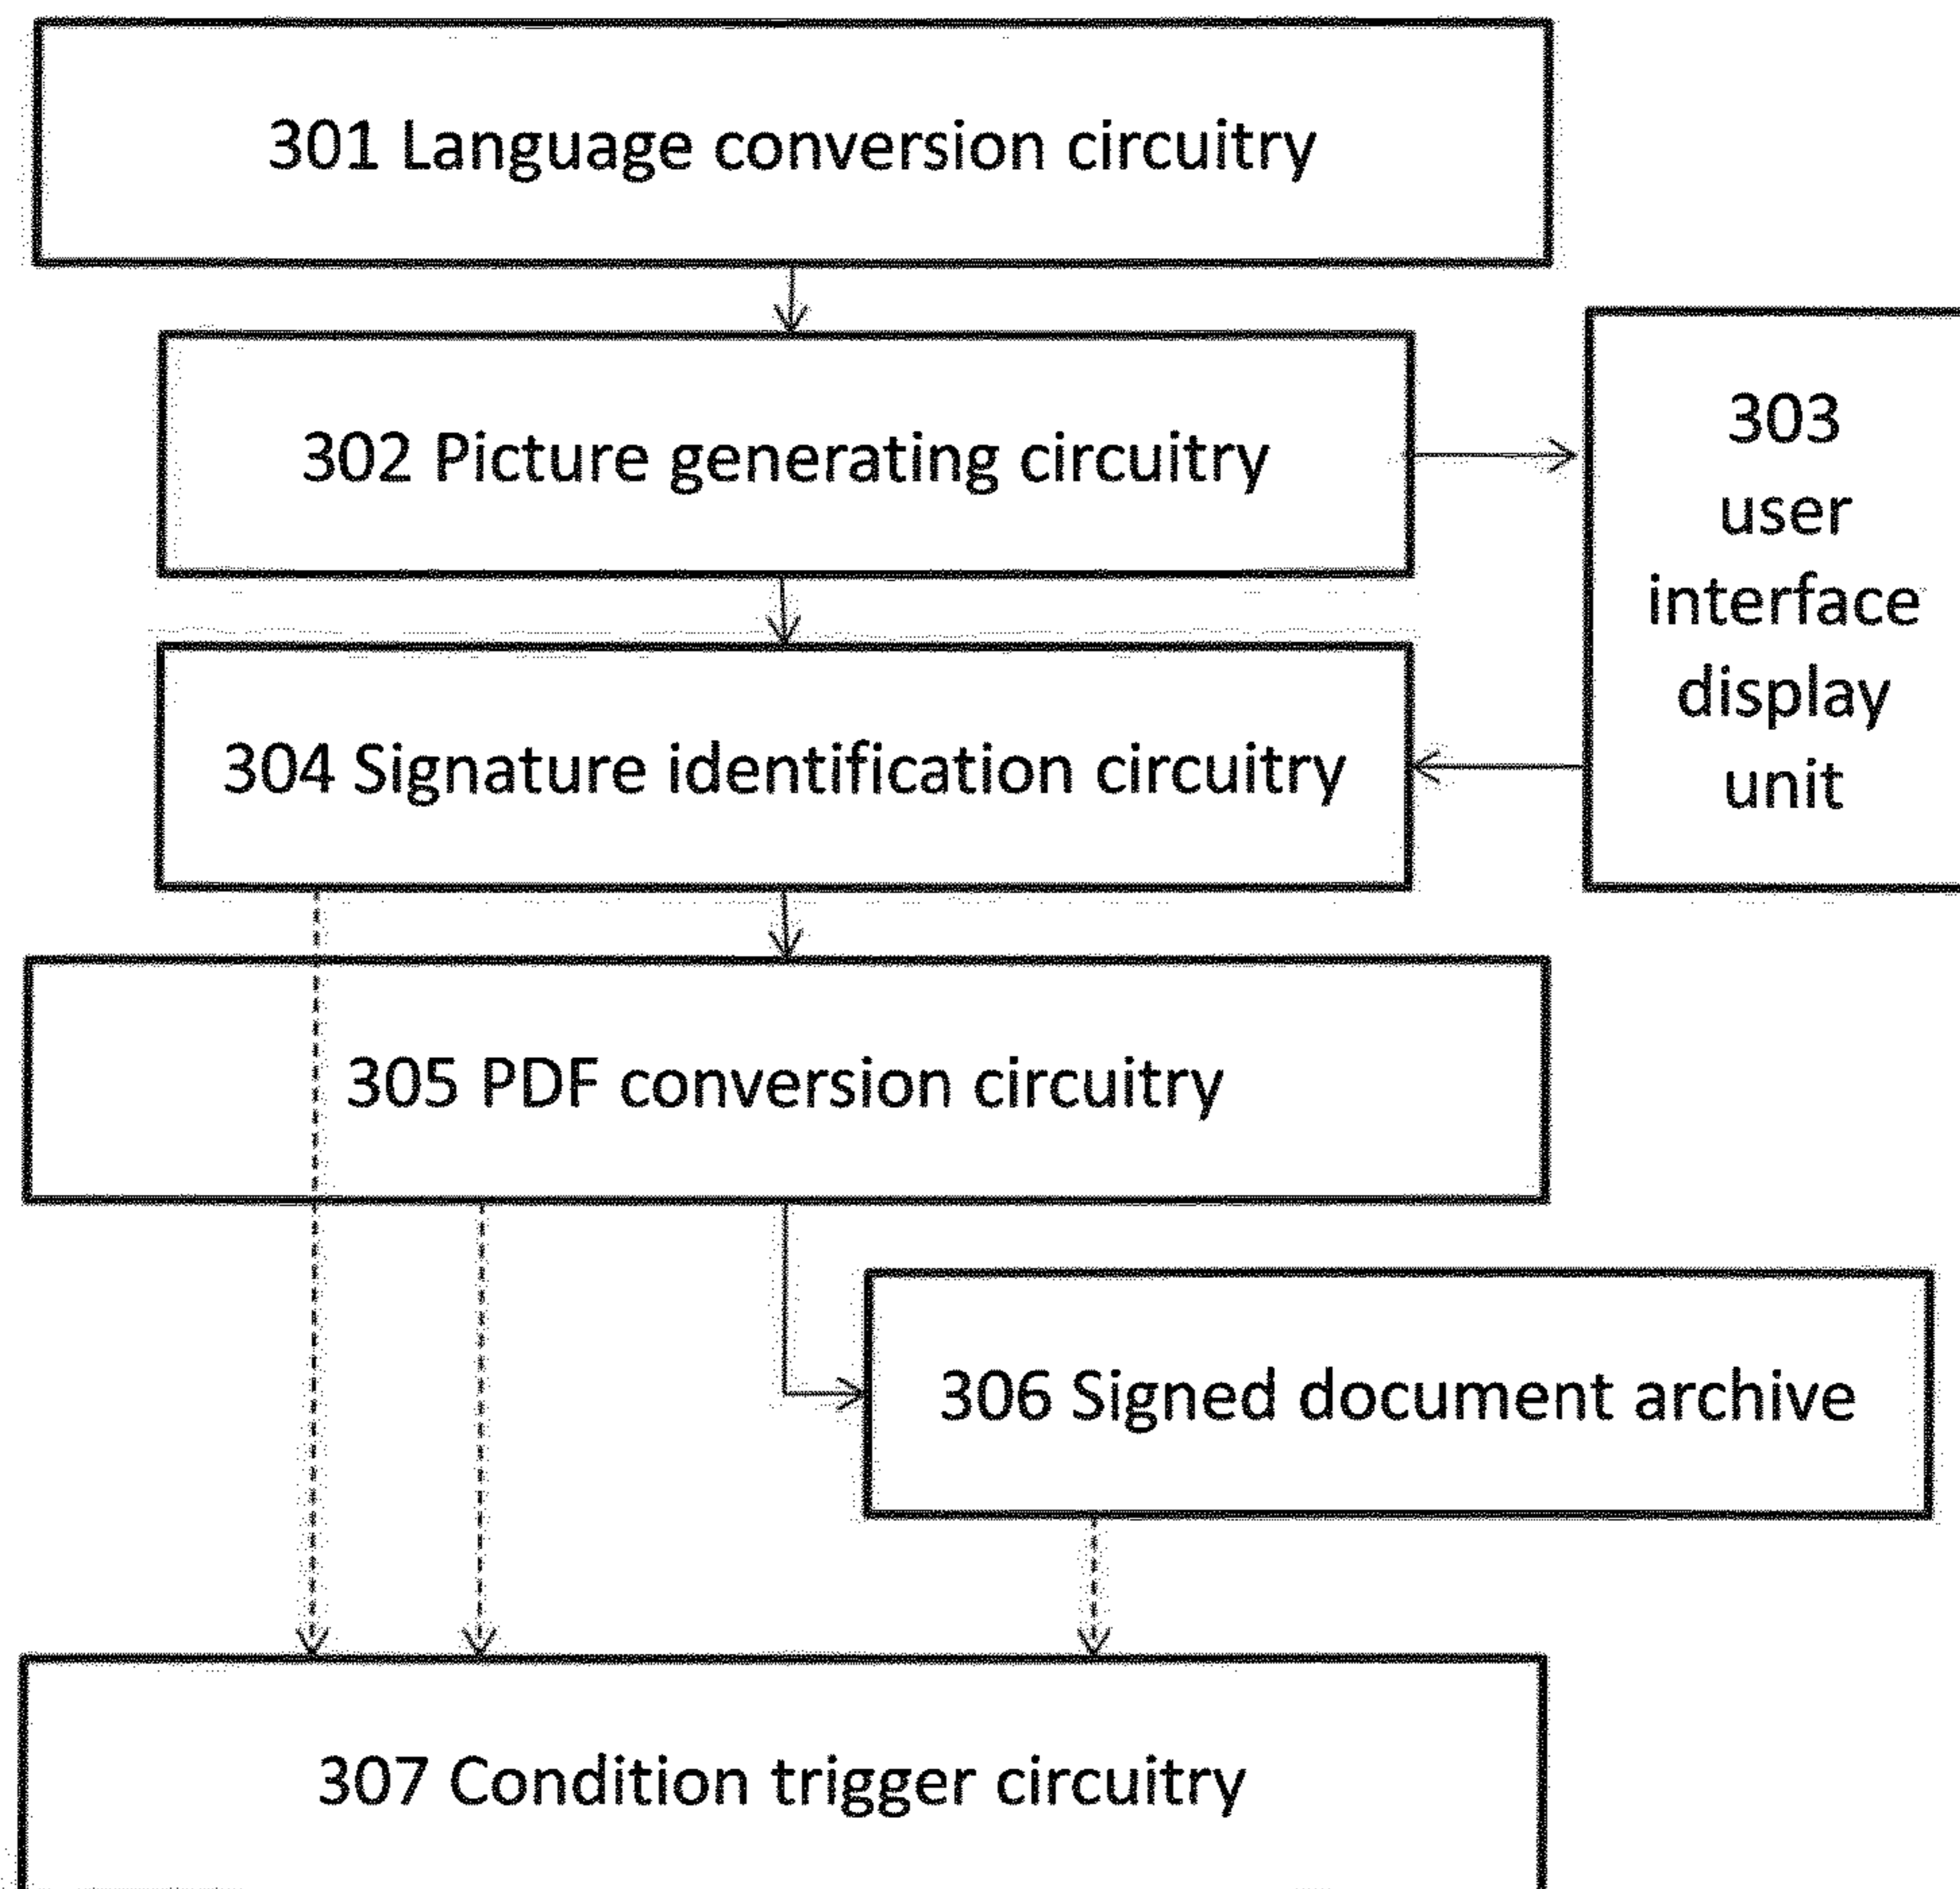 301 Language conversion circuitry
302 Picture generating circuitry
303
user
interface
display
unit
304 Signature identification circuitry
305 PDF conversion circuitry
306 Signed document archive
307 Condition trigger circuitry